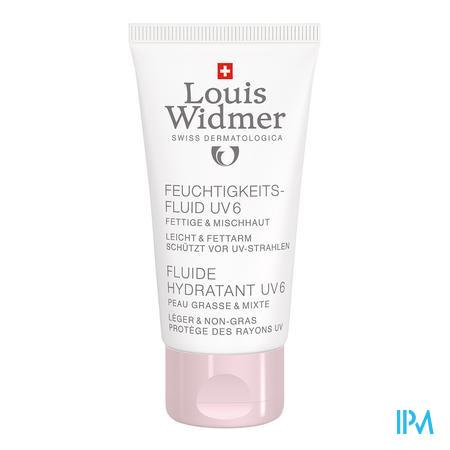 Louis
Widmer
SWISS DERMATOLOGICA
FEUCHTIGKEITS-
FLUID UV 6
FETTIGE & MISCHHAUT
LEICHT & FETTARM
SCHÜTZT VOR UV-STRAHLEN
FLUIDE
HYDRATANT UV 6
PEAU GRASSE & MIXTE
LÉGER & NON-GRAS
PROTÈGE DES RAYONS UV
IPM